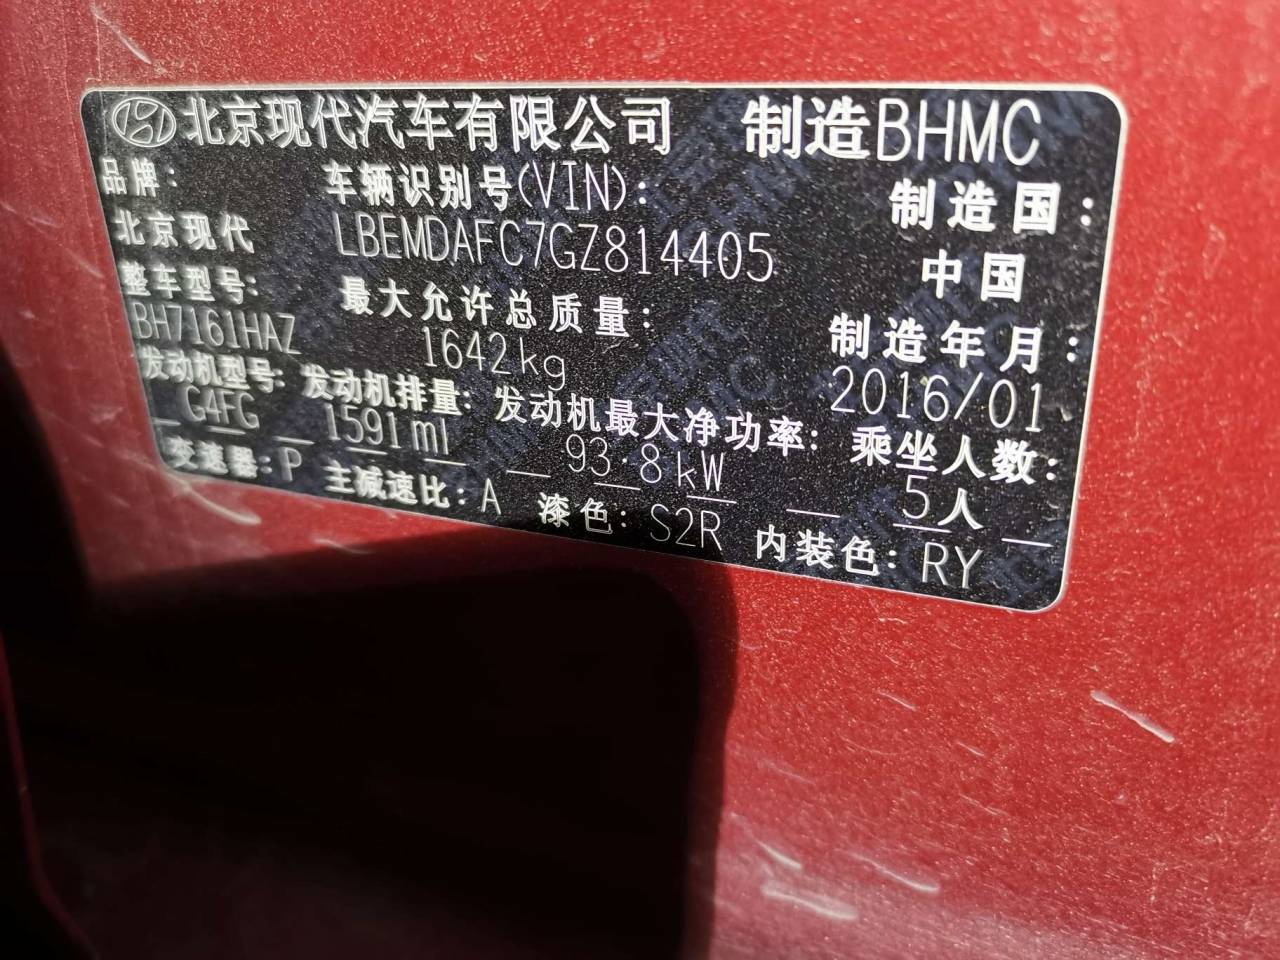 北京现代汽车有限公司 制造BHMC
品牌: 车辆识别号(VIN): 制造国:
北京现代 LBEMDAFC7GZ814405 中国
整车型号: 最大允许总质量: 制造年月:
BH7161HAZ 1642kg 2016/01
发动机型号: 发动机排量: 发动机最大净功率: 乘坐人数:
G4FG 1591ml 93.8kW 5人
变速器: P 主减速比: A 漆色: S2R 内装色: RY